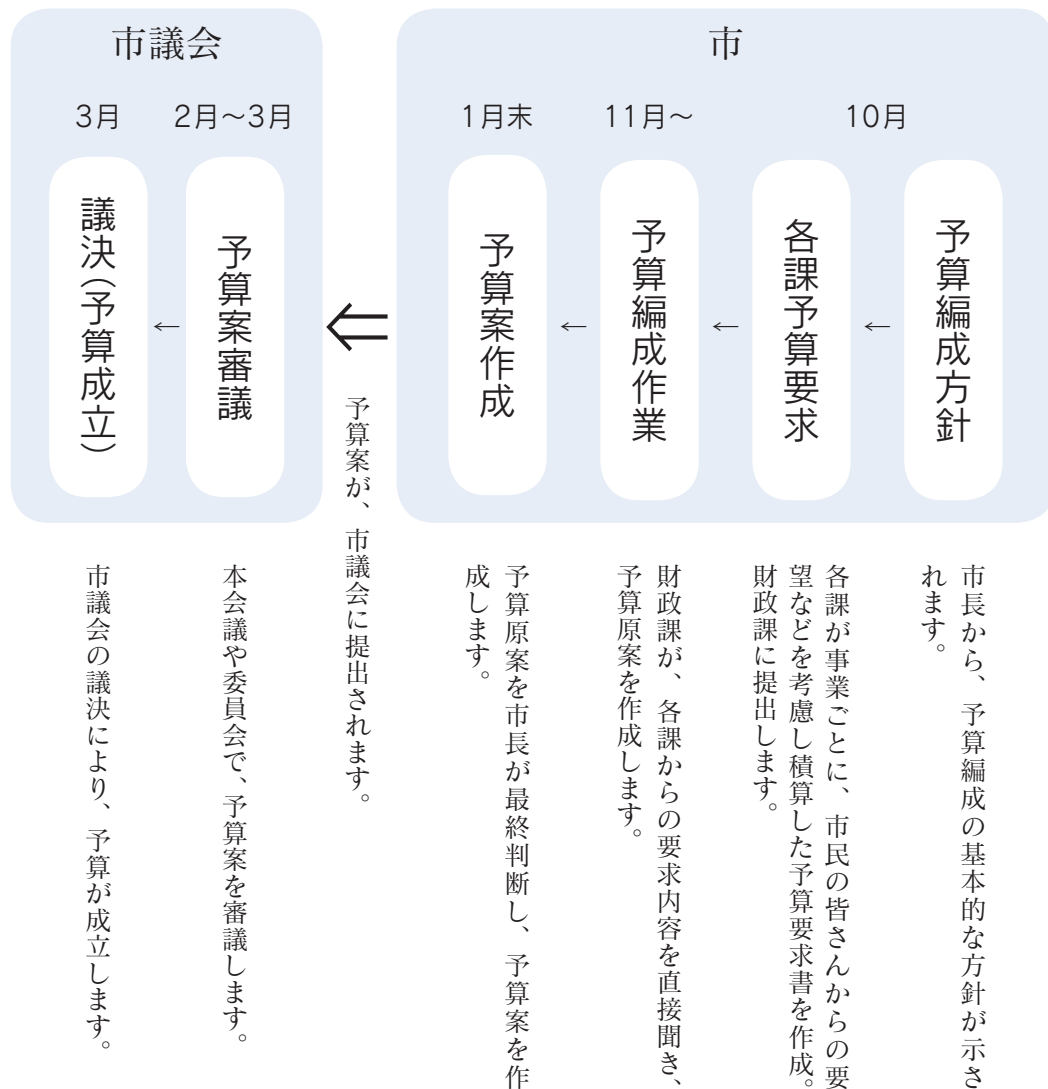 市
10月
11月〜
1月末
予算編成方針
←
各課予算要求
←
予算編成作業
←
予算案作成
⇐
市議会
2月〜3月
3月
予算案審議
←
議決（予算成立）
市長から、予算編成の基本的な方針が示さ
れます。
各課が事業ごとに、市民の皆さんからの要
望などを考慮し積算した予算要求書を作成。
財政課に提出します。
財政課が、各課からの要求内容を直接聞き、
予算原案を作成します。
予算原案を市長が最終判断し、予算案を作
成します。
予算案が、市議会に提出されます。
本会議や委員会で、予算案を審議します。
市議会の議決により、予算が成立します。